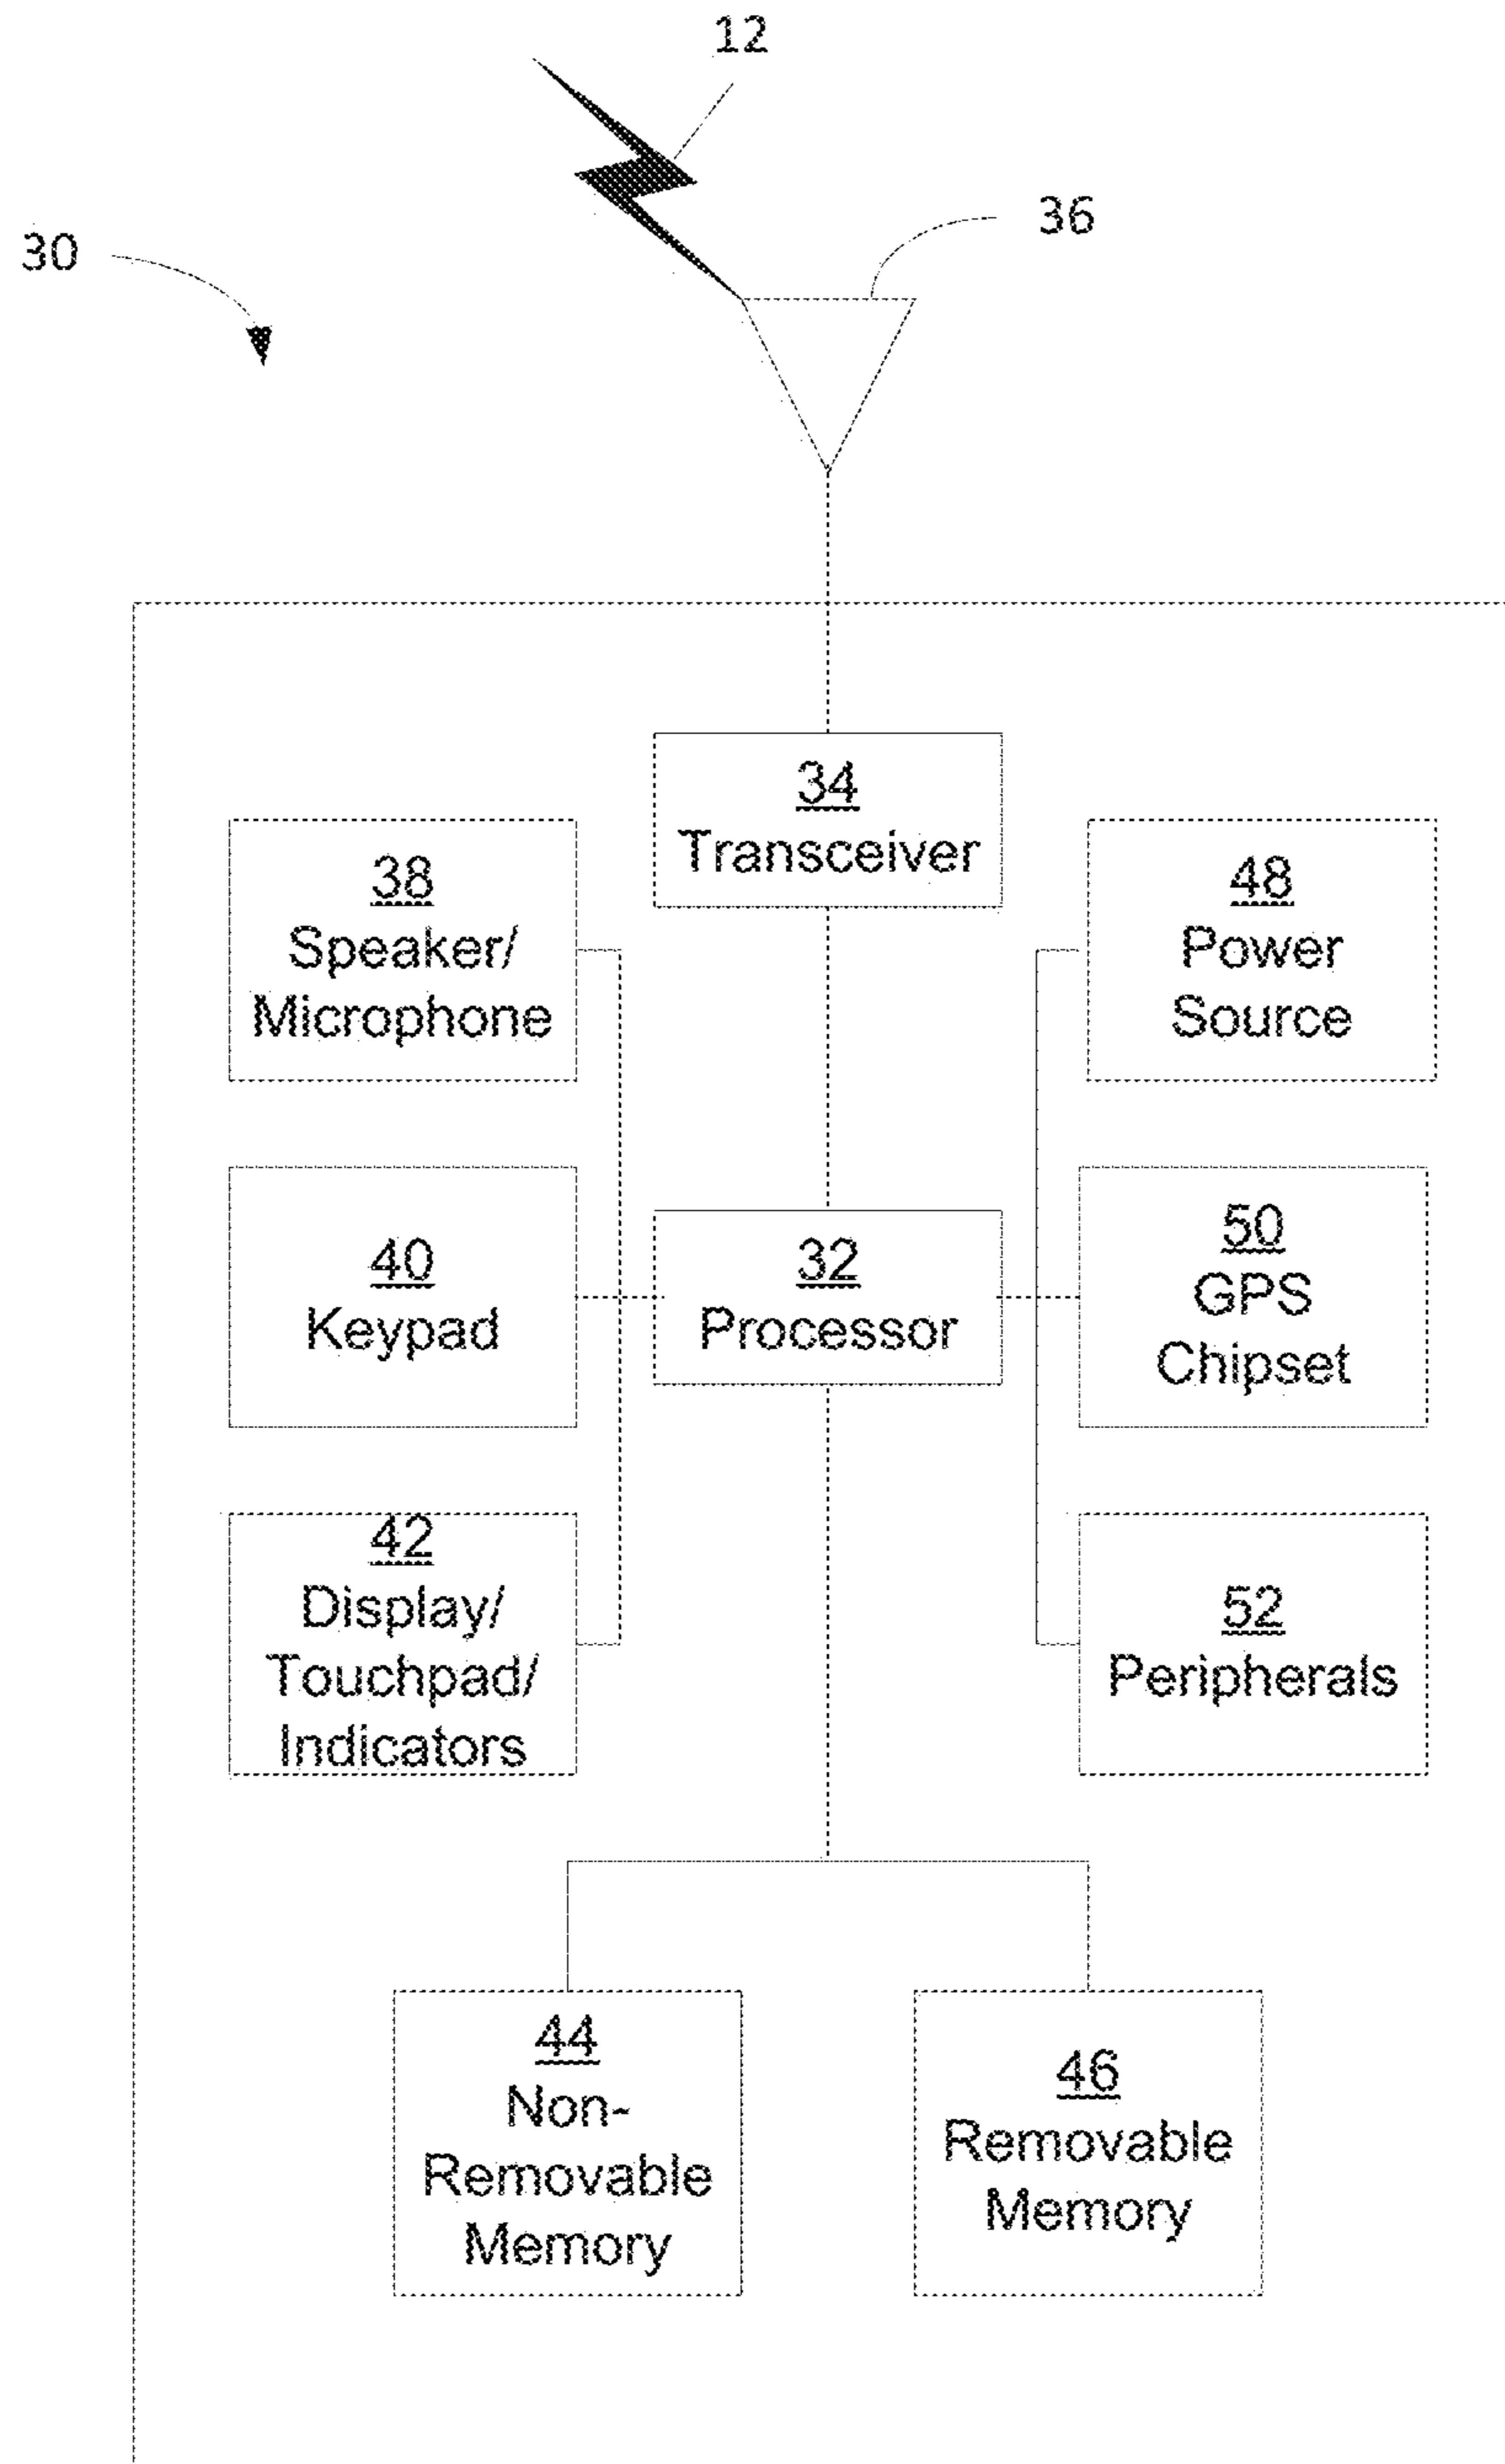 12
36
30
34
Transceiver
38
Speaker/
Microphone
48
Power
Source
40
Keypad
32
Processor
50
GPS
Chipset
42
Display/
Touchpad/
Indicators
52
Peripherals
44
Non-
Removable
Memory
46
Removable
Memory